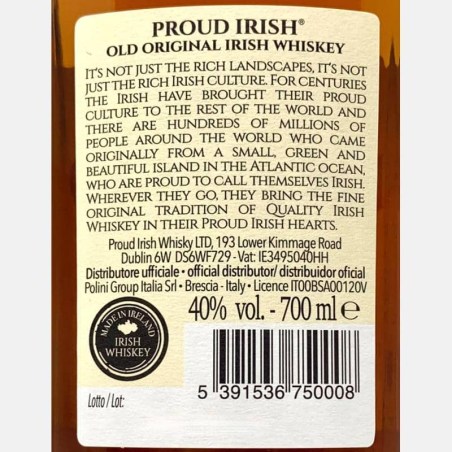 PROUD IRISH®
OLD ORIGINAL IRISH WHISKEY
IT'S NOT JUST THE RICH LANDSCAPES, IT'S NOT
JUST THE RICH IRISH CULTURE. FOR CENTURIES
THE IRISH HAVE BROUGHT THEIR PROUD
CULTURE TO THE REST OF THE WORLD AND
THERE ARE HUNDREDS OF MILLIONS OF
PEOPLE AROUND THE WORLD WHO CAME
ORIGINALLY FROM A SMALL, GREEN AND
BEAUTIFUL ISLAND IN THE ATLANTIC OCEAN,
WHO ARE PROUD TO CALL THEMSELVES IRISH.
WHEREVER THEY GO, THEY BRING THE FINE
ORIGINAL TRADITION OF QUALITY IRISH
WHISKEY IN THEIR PROUD IRISH HEARTS.
Proud Irish Whisky LTD, 193 Lower Kimmage Road
Dublin 6W DS6WF729 - Vat: IE3495040HH
Distributore ufficiale • official distributor/ distribuidor oficial
Polini Group Italia Srl • Brescia - Italy • Licence IT00BSA00120V
40% vol. - 700 ml e
MADE IN IRELAND
IRISH
WHISKEY
5 391536 750008
Lotto / Lot: